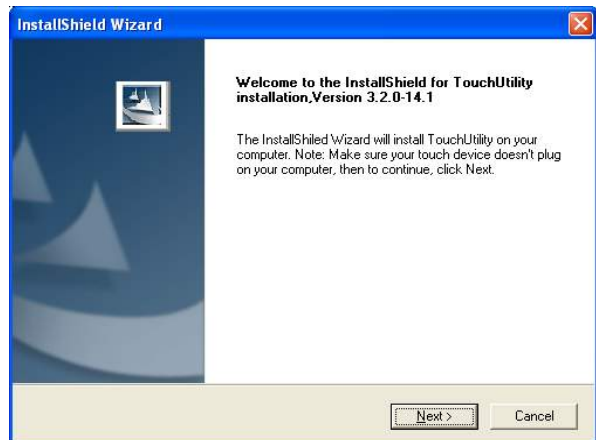 InstallShield Wizard
Welcome to the InstallShield for TouchUtility
installation,Version 3.2.0-14.1
The InstallShiled Wizard will install TouchUtility on your
computer. Note: Make sure your touch device doesn't plug
on your computer, then to continue, click Next.
Next >
Cancel